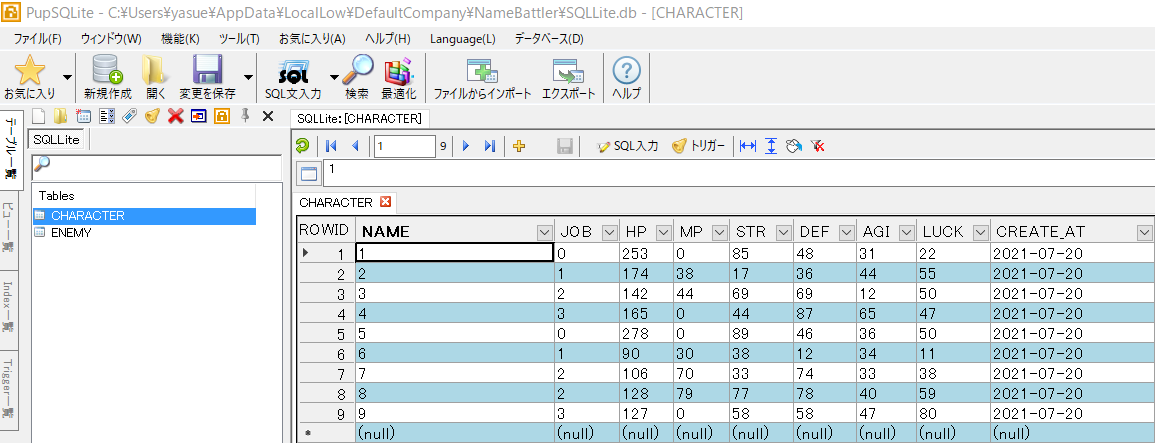 PupSQLite - C:¥Users¥yasue¥AppData¥LocalLow¥DefaultCompany¥NameBattler¥SQLLite.db - [CHARACTER]
ファイル(F) ウィンドウ(W) 機能(K) ツール(T) お気に入り(A) ヘルプ(H) Language(L) データベース(D)
SQL
お気に入り 新規作成 開く 変更を保存 SQL文入力 検索 最適化 ファイルからインポート エクスポート ヘルプ
テーブル一覧
ビュー一覧
Index一覧
Trigger一覧
SQLLite
Tables
CHARACTER
ENEMY
SQLLite:[CHARACTER]
1 9 SQL入力 トリガー
1
CHARACTER
ROWID NAME JOB HP MP STR DEF AGI LUCK CREATE_AT
1 1 0 253 0 85 48 31 22 2021-07-20
2 2 1 174 38 17 36 44 55 2021-07-20
3 3 2 142 44 69 69 12 50 2021-07-20
4 4 3 165 0 44 87 65 47 2021-07-20
5 5 0 278 0 89 46 36 50 2021-07-20
6 6 1 90 30 38 12 34 11 2021-07-20
7 7 2 106 70 33 74 33 38 2021-07-20
8 8 2 128 79 77 78 40 59 2021-07-20
9 9 3 127 0 58 58 47 80 2021-07-20
* (null) (null) (null) (null) (null) (null) (null) (null) (null)